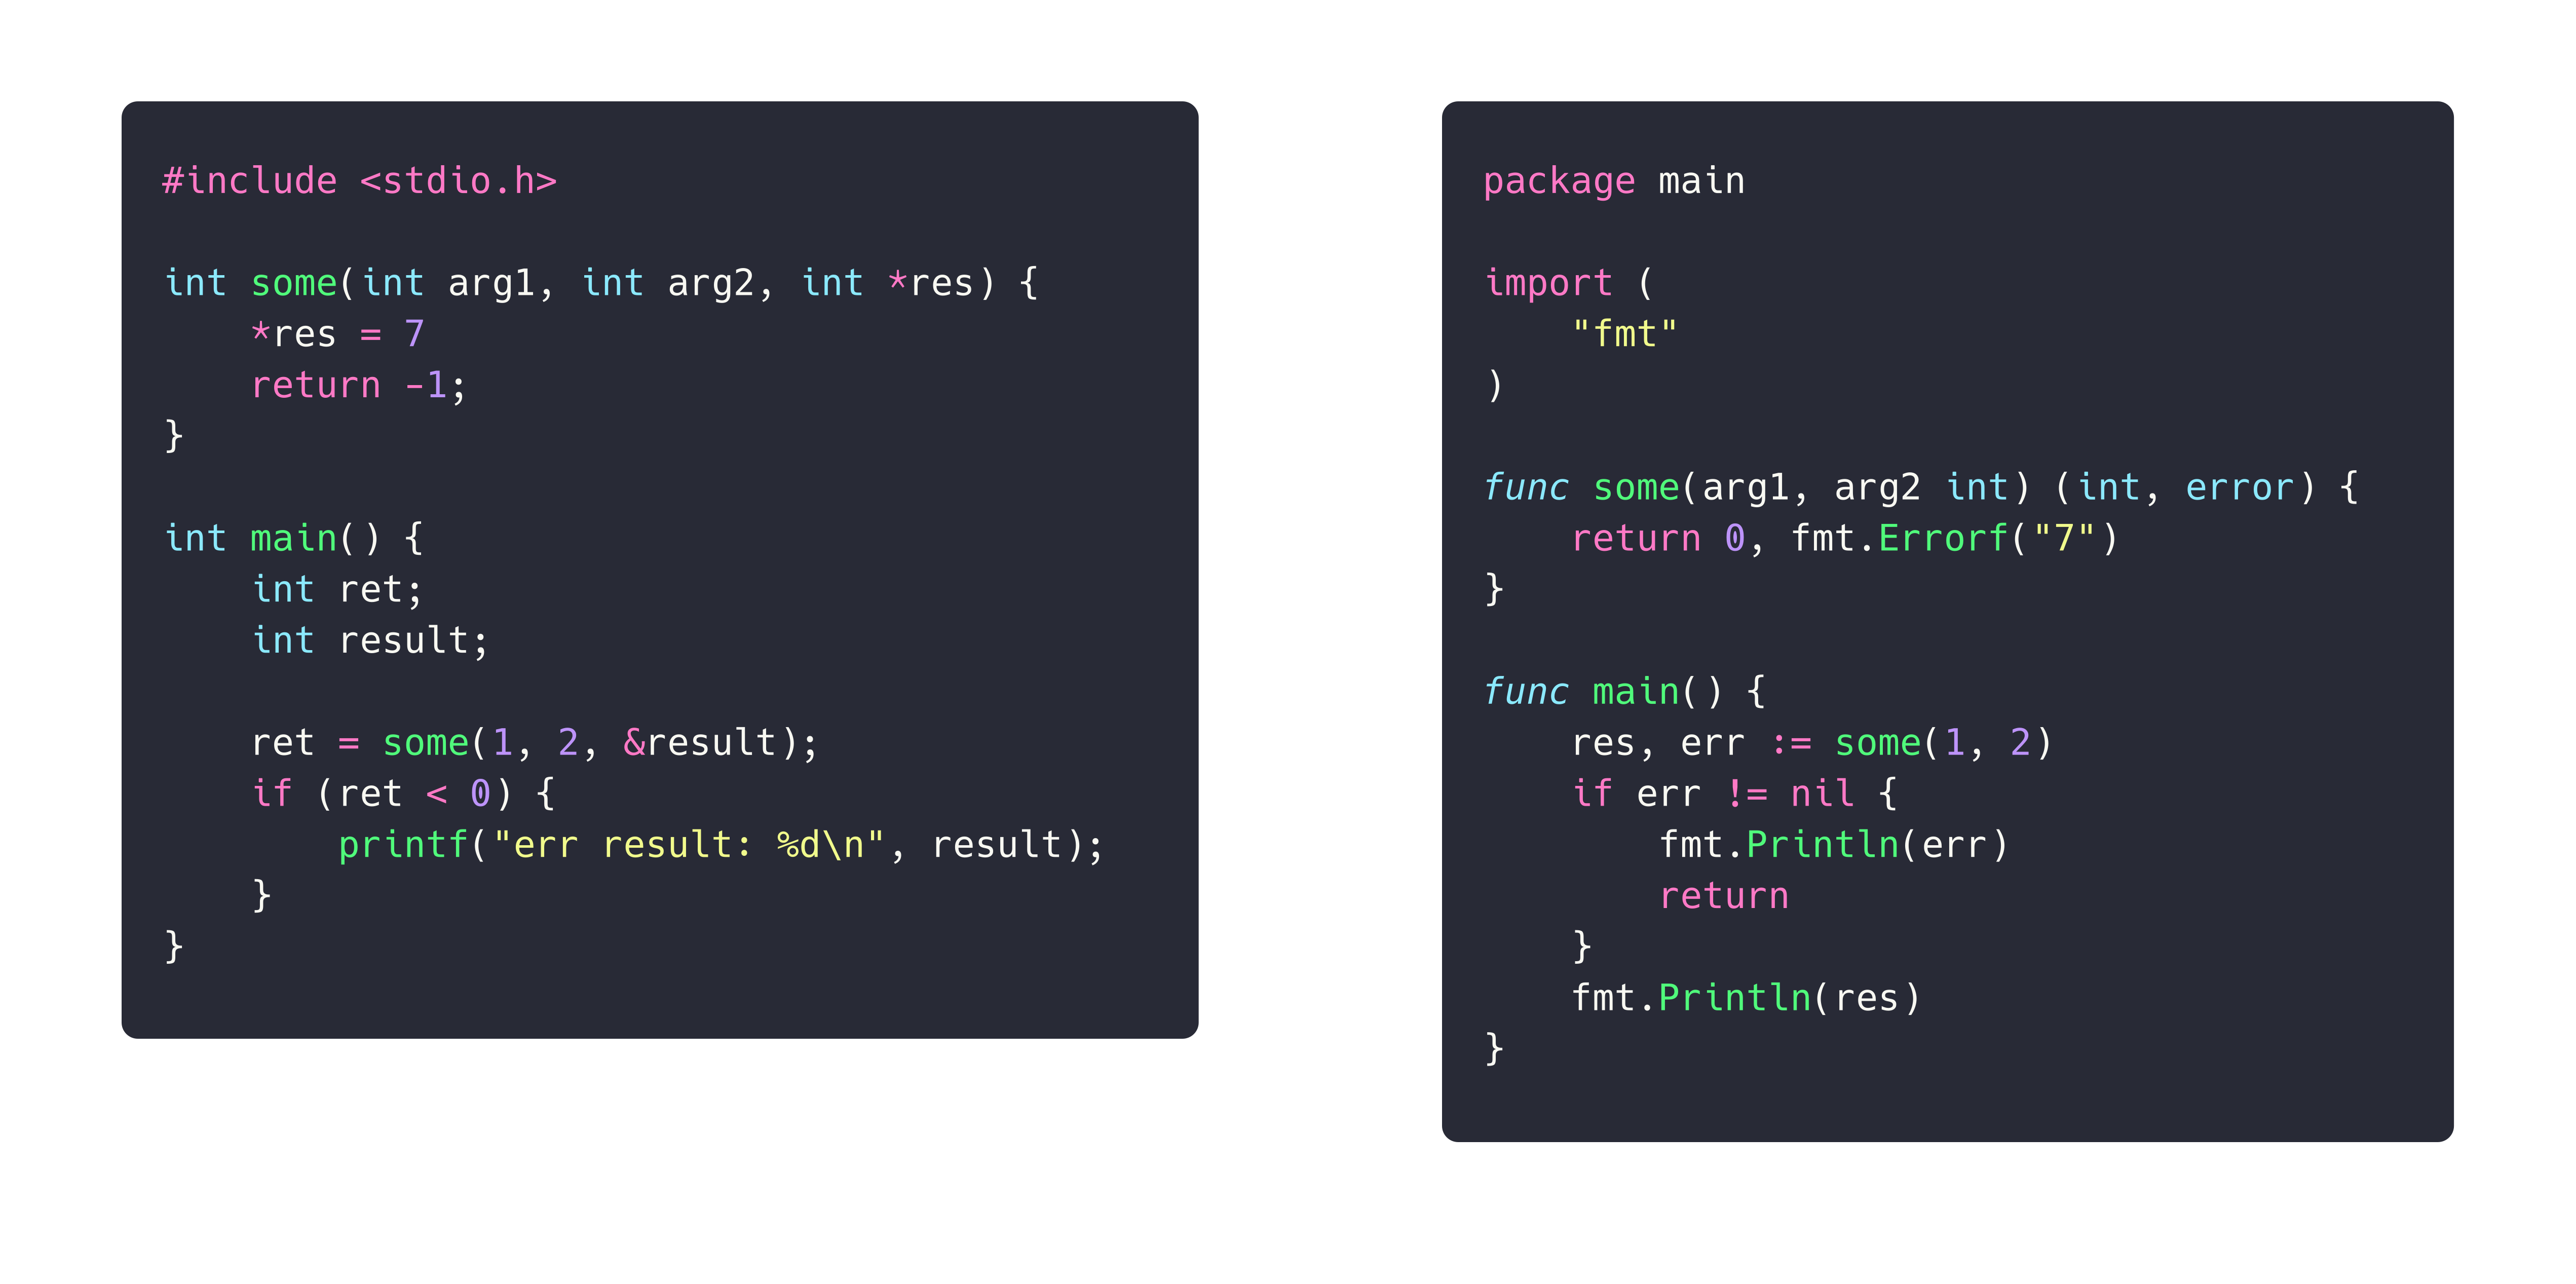 #include <stdio.h>

int some(int arg1, int arg2, int *res) {
    *res = 7
    return -1;
}

int main() {
    int ret;
    int result;

    ret = some(1, 2, &result);
    if (ret < 0) {
        printf("err result: %d\n", result);
    }
}

package main

import (
    "fmt"
)

func some(arg1, arg2 int) (int, error) {
    return 0, fmt.Errorf("7")
}

func main() {
    res, err := some(1, 2)
    if err != nil {
        fmt.Println(err)
        return
    }
    fmt.Println(res)
}